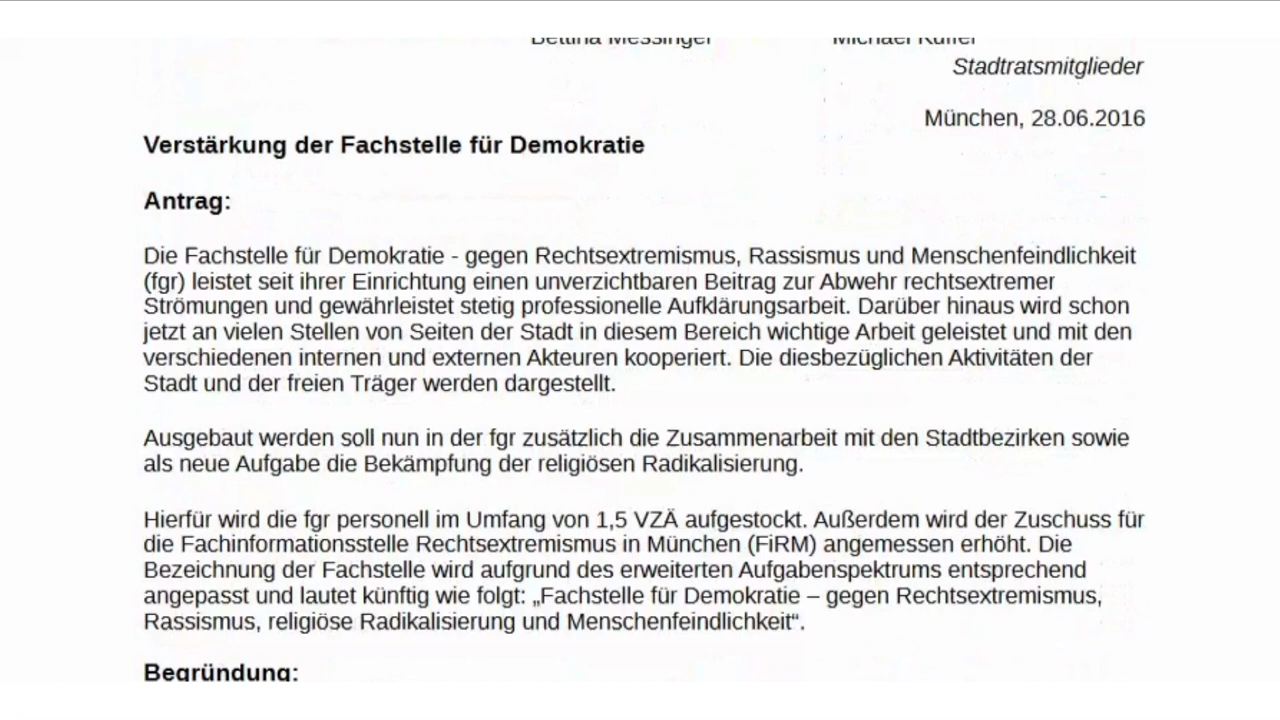 Bettina Messinger Michael Kuffer
Stadtratsmitglieder
München, 28.06.2016
Verstärkung der Fachstelle für Demokratie
Antrag:
Die Fachstelle für Demokratie - gegen Rechtsextremismus, Rassismus und Menschenfeindlichkeit
(fgr) leistet seit ihrer Einrichtung einen unverzichtbaren Beitrag zur Abwehr rechtsextremer
Strömungen und gewährleistet stetig professionelle Aufklärungsarbeit. Darüber hinaus wird schon
jetzt an vielen Stellen von Seiten der Stadt in diesem Bereich wichtige Arbeit geleistet und mit den
verschiedenen internen und externen Akteuren kooperiert. Die diesbezüglichen Aktivitäten der
Stadt und der freien Träger werden dargestellt.
Ausgebaut werden soll nun in der fgr zusätzlich die Zusammenarbeit mit den Stadtbezirken sowie
als neue Aufgabe die Bekämpfung der religiösen Radikalisierung.
Hierfür wird die fgr personell im Umfang von 1,5 VZÄ aufgestockt. Außerdem wird der Zuschuss für
die Fachinformationsstelle Rechtsextremismus in München (FiRM) angemessen erhöht. Die
Bezeichnung der Fachstelle wird aufgrund des erweiterten Aufgabenspektrums entsprechend
angepasst und lautet künftig wie folgt: „Fachstelle für Demokratie – gegen Rechtsextremismus,
Rassismus, religiöse Radikalisierung und Menschenfeindlichkeit“.
Begründung: